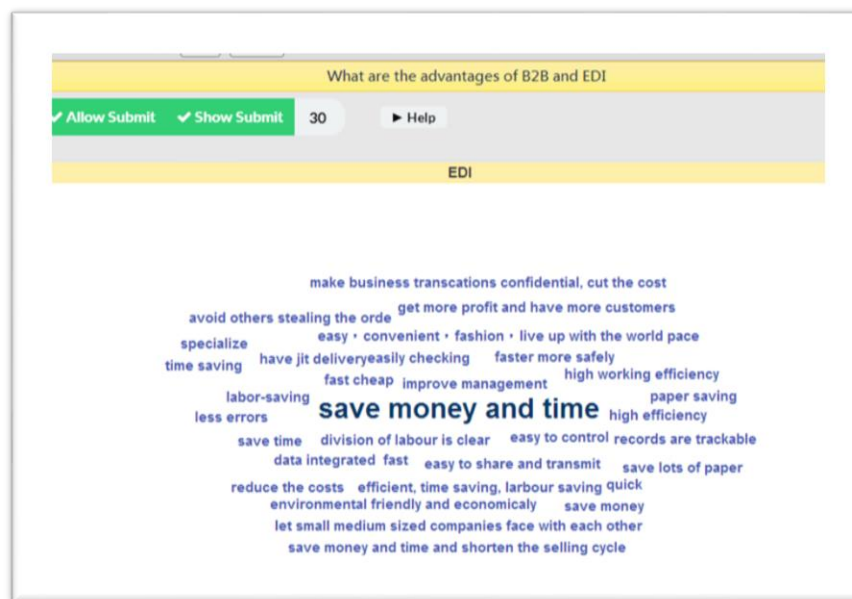 What are the advantages of B2B and EDI
✔ Allow Submit ✔ Show Submit 30 ▶ Help
EDI
make business transcations confidential, cut the cost
get more profit and have more customers
avoid others stealing the orde
easy · convenient · fashion · live up with the world pace
specialize
have jit deliveryeasily checking faster more safely
time saving
high working efficiency
fast cheap improve management
labor-saving paper saving
save money and time
less errors high efficiency
save time division of labour is clear easy to control records are trackable
data integrated fast easy to share and transmit save lots of paper
reduce the costs efficient, time saving, larbour saving quick
environmental friendly and economicaly save money
let small medium sized companies face with each other
save money and time and shorten the selling cycle